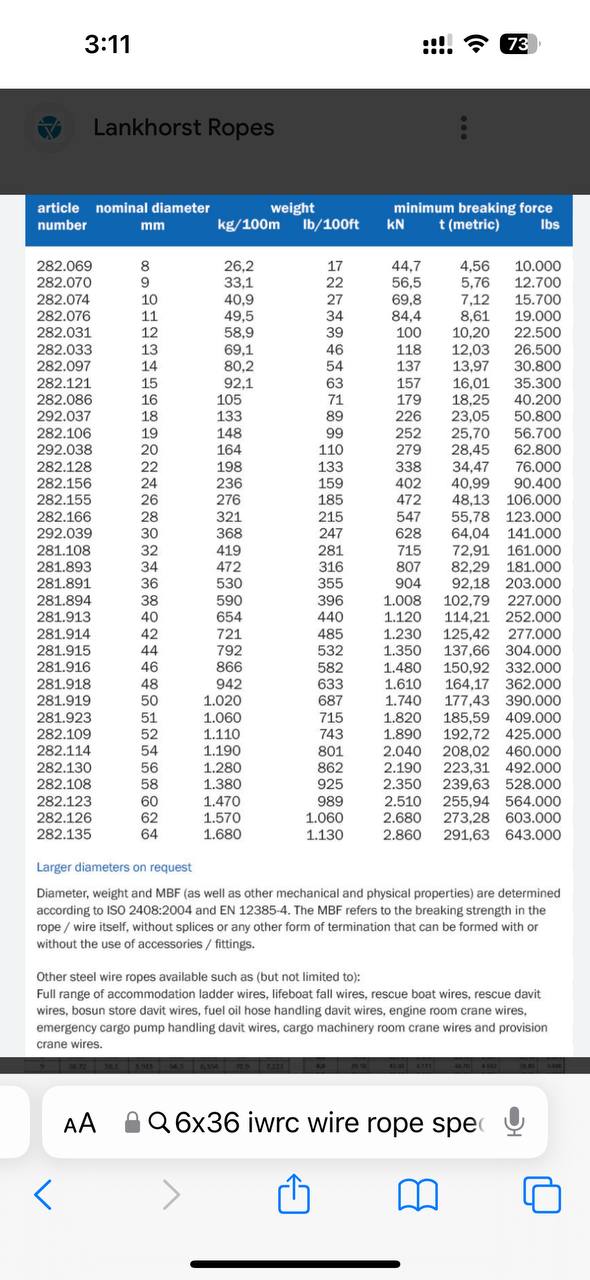 3:11
73
Lankhorst Ropes
article nominal diameter weight minimum breaking force
number mm kg/100m lb/100ft kN t (metric) lbs
282.069 8 26,2 17 44,7 4,56 10.000
282.070 9 33,1 22 56,5 5,76 12.700
282.074 10 40,9 27 69,8 7,12 15.700
282.076 11 49,5 34 84,4 8,61 19.000
282.031 12 58,9 39 100 10,20 22.500
282.033 13 69,1 46 118 12,03 26.500
282.097 14 80,2 54 137 13,97 30.800
282.121 15 92,1 63 157 16,01 35.300
282.086 16 105 71 179 18,25 40.200
292.037 18 133 89 226 23,05 50.800
282.106 19 148 99 252 25,70 56.700
292.038 20 164 110 279 28,45 62.800
282.128 22 198 133 338 34,47 76.000
282.156 24 236 159 402 40,99 90.400
282.155 26 276 185 472 48,13 106.000
282.166 28 321 215 547 55,78 123.000
292.039 30 368 247 628 64,04 141.000
281.108 32 419 281 715 72,91 161.000
281.893 34 472 316 807 82,29 181.000
281.891 36 530 355 904 92,18 203.000
281.894 38 590 396 1.008 102,79 227.000
281.913 40 654 440 1.120 114,21 252.000
281.914 42 721 485 1.230 125,42 277.000
281.915 44 792 532 1.350 137,66 304.000
281.916 46 866 582 1.480 150,92 332.000
281.918 48 942 633 1.610 164,17 362.000
281.919 50 1.020 687 1.740 177,43 390.000
281.923 51 1.060 715 1.820 185,59 409.000
282.109 52 1.110 743 1.890 192,72 425.000
282.114 54 1.190 801 2.040 208,02 460.000
282.130 56 1.280 862 2.190 223,31 492.000
282.108 58 1.380 925 2.350 239,63 528.000
282.123 60 1.470 989 2.510 255,94 564.000
282.126 62 1.570 1.060 2.680 273,28 603.000
282.135 64 1.680 1.130 2.860 291,63 643.000
Larger diameters on request
Diameter, weight and MBF (as well as other mechanical and physical properties) are determined
according to ISO 2408:2004 and EN 12385-4. The MBF refers to the breaking strength in the
rope / wire itself, without splices or any other form of termination that can be formed with or
without the use of accessories / fittings.
Other steel wire ropes available such as (but not limited to):
Full range of accommodation ladder wires, lifeboat fall wires, rescue boat wires, rescue davit
wires, bosun store davit wires, fuel oil hose handling davit wires, engine room crane wires,
emergency cargo pump handling davit wires, cargo machinery room crane wires and provision
crane wires.
AA 6x36 iwrc wire rope spe